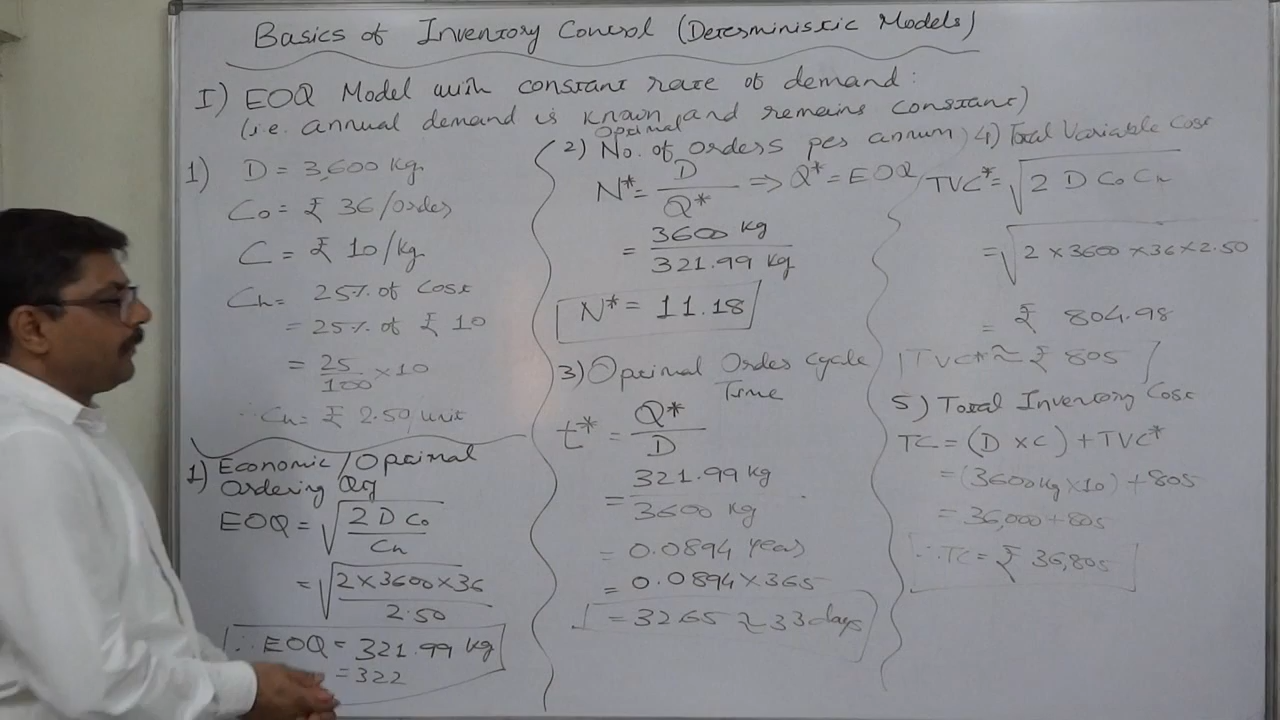 Basics of Inventory Control (Deterministic Models)
I) EOQ Model with constant rate of demand:
(i.e. annual demand is known and remains constant)
1) D = 3,600 kg
Co = ₹ 36/order
C = ₹ 10/kg
Ch = 25% of Cost
= 25% of ₹ 10
= 25/100 × 10
∴ Ch = ₹ 2.50 unit
1) Economic/Optimal
Ordering Qty
EOQ = √(2 D Co / Ch)
= √(2 × 3600 × 36 / 2.50)
∴ EOQ = 321.99 kg
= 322
Optimal
2) No. of orders per annum
N* = D / Q* ⇒ Q* = EOQ
= 3600 kg / 321.99 kg
N* = 11.18
3) Optimal Order Cycle
Time
t* = Q* / D
= 321.99 kg / 3600 kg
= 0.0894 years
= 0.0894 × 365
= 32.65 ≈ 33 days
4) Total Variable Cost
TVC* = √(2 D Co Ch)
= √(2 × 3600 × 36 × 2.50)
= ₹ 804.98
TVC* ≈ ₹ 805
5) Total Inventory Cost
TC = (D × C) + TVC*
= (3600 kg × 10) + 805
= 36,000 + 805
∴ TC = ₹ 36,805